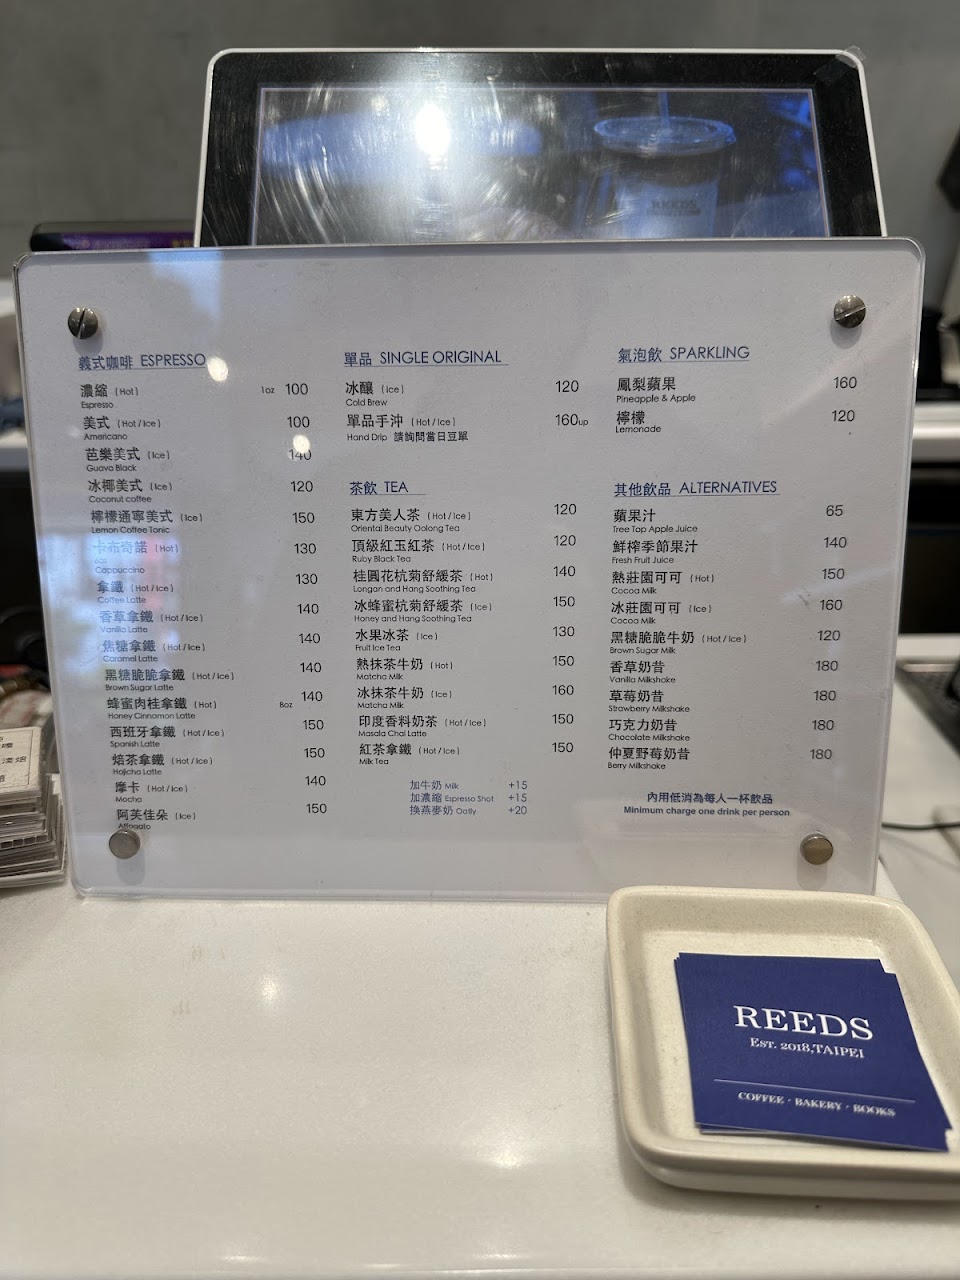 REEDS
義式咖啡 ESPRESSO
濃縮 (Hot) 1oz 100
Espresso
美式 (Hot / Ice) 100
Americano
芭樂美式 (Ice) 140
Guava Black
冰椰美式 (Ice) 120
Coconut coffee
檸檬通寧美式 (Ice) 150
Lemon Coffee Tonic
卡布奇諾 (Hot) 130
6oz
Cappuccino
拿鐵 (Hot / Ice) 130
Coffee Latte
香草拿鐵 (Hot / Ice) 140
Vanilla Latte
焦糖拿鐵 (Hot / Ice) 140
Caramel Latte
黑糖脆脆拿鐵 (Hot / Ice) 140
Brown Sugar Latte
蜂蜜肉桂拿鐵 (Hot) 8oz 140
Honey Cinnamon Latte
西班牙拿鐵 (Hot / Ice) 150
Spanish Latte
焙茶拿鐵 (Hot / Ice) 150
Hojicha Latte
摩卡 (Hot / Ice) 140
Mocha
阿芙佳朵 (Ice) 150
Affogato
單品 SINGLE ORIGINAL
冰釀 (Ice) 120
Cold Brew
單品手沖 (Hot / Ice) 160up
Hand Drip 請詢問當日豆單
茶飲 TEA
東方美人茶 (Hot / Ice) 120
Oriental Beauty Oolong Tea
頂級紅玉紅茶 (Hot / Ice) 120
Ruby Black Tea
桂圓花杭菊舒緩茶 (Hot) 140
Longan and Hang Soothing Tea
冰蜂蜜杭菊舒緩茶 (Ice) 150
Honey and Hang Soothing Tea
水果冰茶 (Ice) 130
Fruit Ice Tea
熱抹茶牛奶 (Hot) 150
Matcha Milk
冰抹茶牛奶 (Ice) 160
Matcha Milk
印度香料奶茶 (Hot / Ice) 150
Masala Chai Latte
紅茶拿鐵 (Hot / Ice) 150
Milk Tea
加牛奶 Milk +15
加濃縮 Espresso Shot +15
換燕麥奶 Oatly +20
氣泡飲 SPARKLING
鳳梨蘋果 160
Pineapple & Apple
檸檬 120
Lemonade
其他飲品 ALTERNATIVES
蘋果汁 65
Tree Top Apple Juice
鮮榨季節果汁 140
Fresh Fruit Juice
熱莊園可可 (Hot) 150
Cocoa Milk
冰莊園可可 (Ice) 160
Cocoa Milk
黑糖脆脆牛奶 (Hot / Ice) 120
Brown Sugar Milk
香草奶昔 180
Vanilla Milkshake
草莓奶昔 180
Strawberry Milkshake
巧克力奶昔 180
Chocolate Milkshake
仲夏野莓奶昔 180
Berry Milkshake
內用低消為每人一杯飲品
Minimum charge one drink per person
REEDS
EST. 2018,TAIPEI
COFFEE · BAKERY · BOOKS